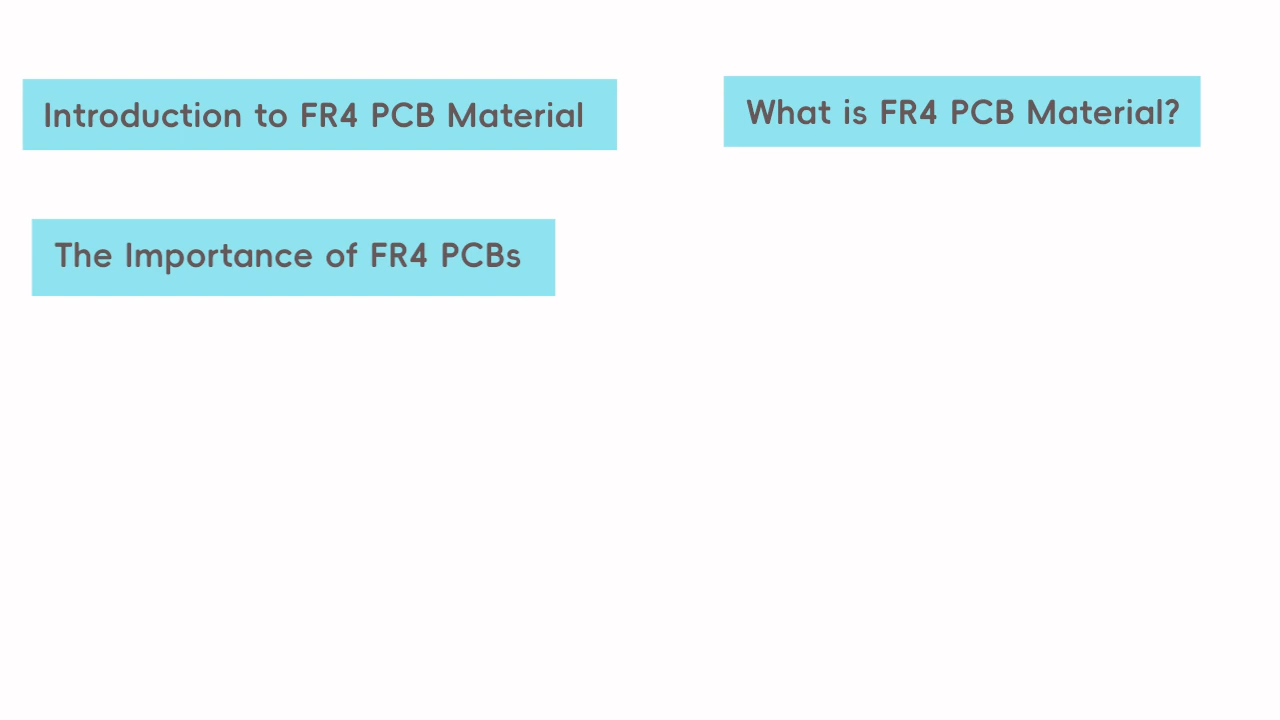 Introduction to FR4 PCB Material
What is FR4 PCB Material?
The Importance of FR4 PCBs